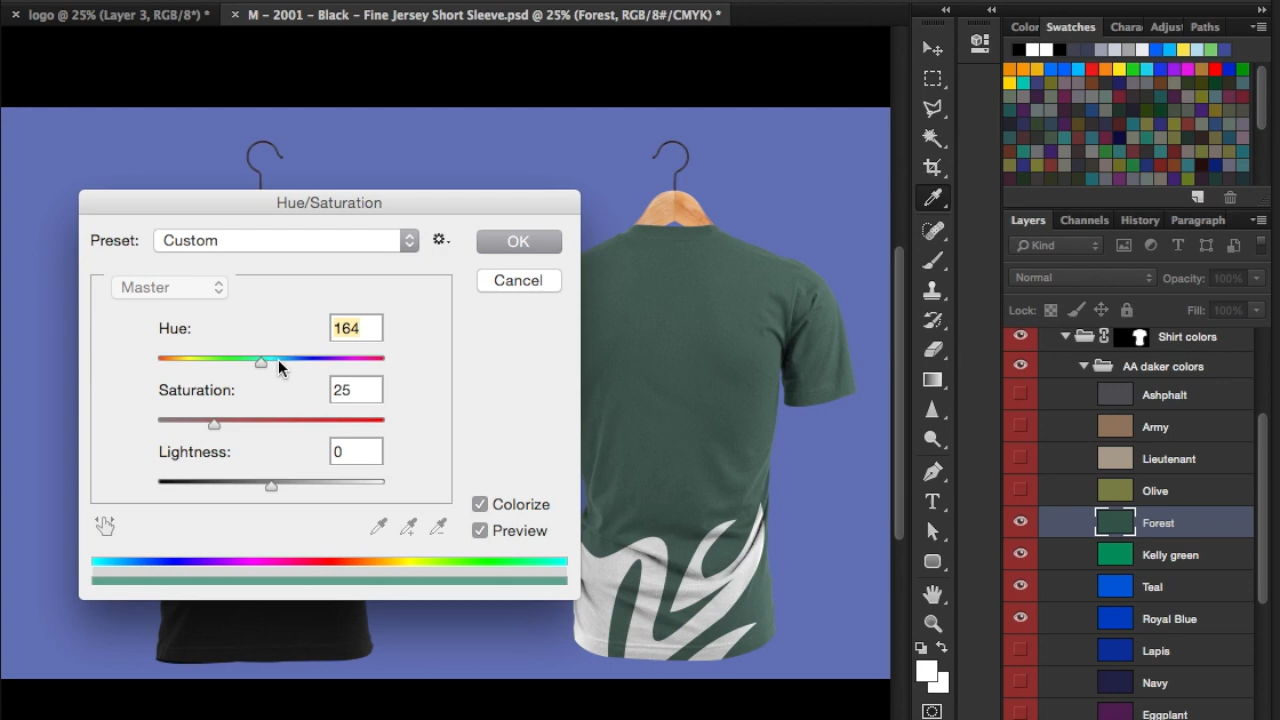 × logo @ 25% (Layer 3, RGB/8*) *
× M – 2001 - Black - Fine Jersey Short Sleeve.psd @ 25% (Forest, RGB/8#/CMYK) *
Color Swatches Chara Adjus Paths
Hue/Saturation
Preset: Custom
OK
Cancel
Master
Hue: 164
Saturation: 25
Lightness: 0
Colorize
Preview
Layers Channels History Paragraph
Kind
Normal Opacity: 100%
Lock: Fill: 100%
Shirt colors
AA daker colors
Ashphalt
Army
Lieutenant
Olive
Forest
Kelly green
Teal
Royal Blue
Lapis
Navy
Eggplant